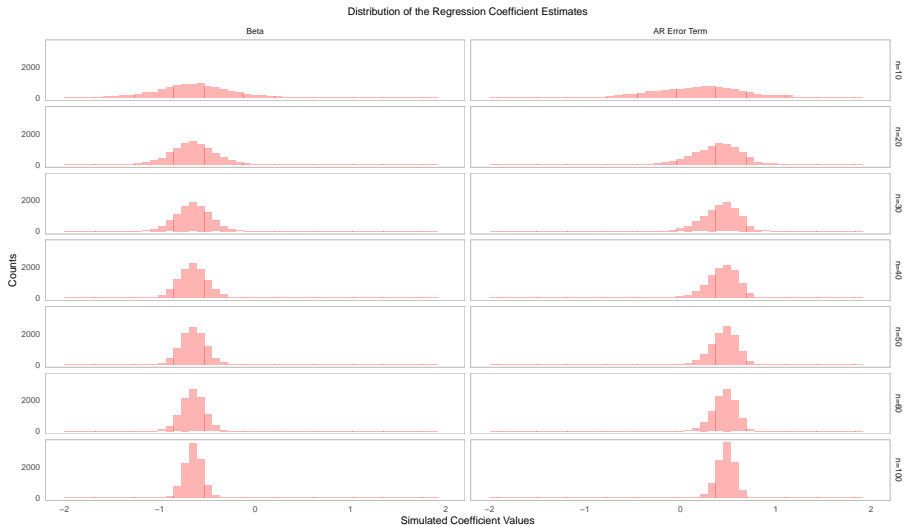 Distribution of the Regression Coefficient Estimates
Beta
AR Error Term
2000
0
n=10
2000
0
n=20
2000
0
n=30
2000
0
n=40
2000
0
n=50
2000
0
n=60
2000
0
n=100
Counts
−2 −1 0 1 2
−2 −1 0 1 2
Simulated Coefficient Values